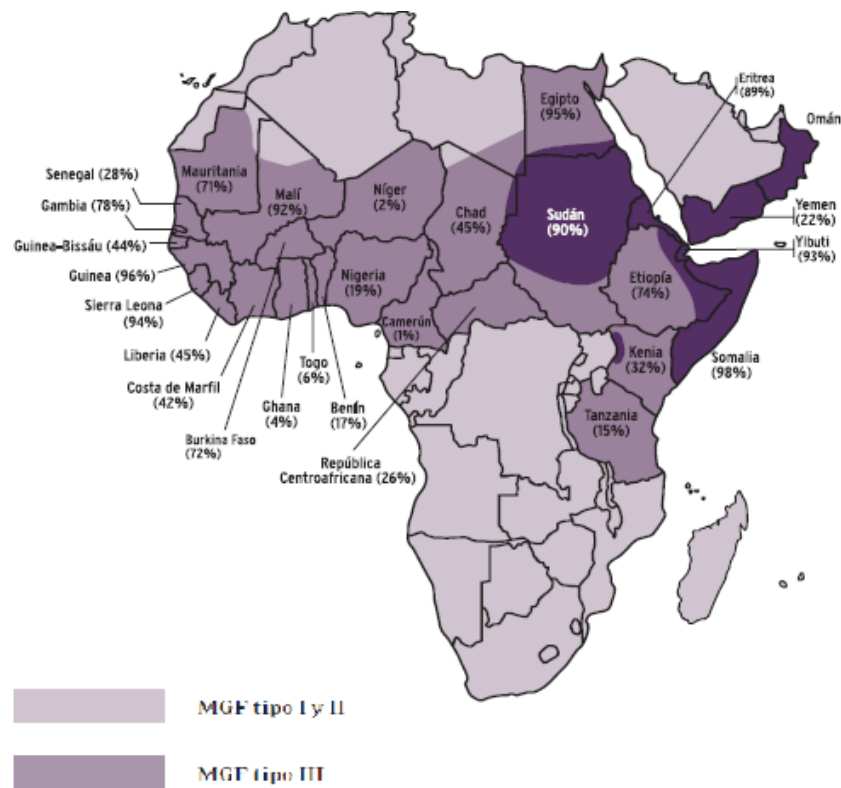 Eritrea
(89%)
Egipto
(95%)
Omán
Senegal (28%)
Mauritania
(71%)
Malí
(92%)
Níger
(2%)
Gambia (78%)
Chad
(45%)
Sudán
(90%)
Yemen
(22%)
Guinea-Bissáu (44%)
Yibuti
(93%)
Guinea (96%)
Nigeria
(19%)
Etiopía
(74%)
Sierra Leona
(94%)
Camerún
(1%)
Liberia (45%)
Togo
(6%)
Kenia
(32%)
Somalia
(98%)
Costa de Marfil
(42%)
Ghana
(4%)
Benín
(17%)
Tanzania
(15%)
Burkina Faso
(72%)
República
Centroafricana (26%)
MGF tipo I y II
MGF tipo III